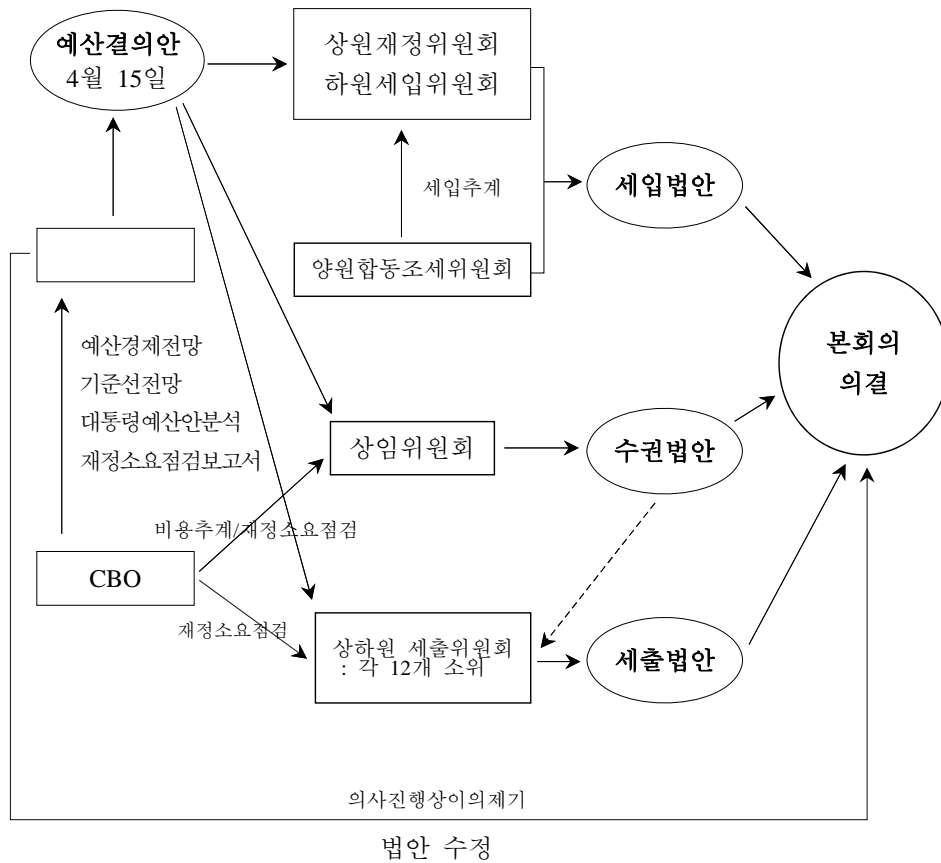 예산결의안
4월 15일
상원재정위원회
하원세입위원회
세입추계
세입법안
양원합동조세위원회
예산경제전망
기준선전망
대통령예산안분석
재정소요점검보고서
본회의
의결
상임위원회
수권법안
비용추계/재정소요점검
CBO
재정소요점검
상하원 세출위원회
: 각 12개 소위
세출법안
의사진행상이의제기
법안 수정